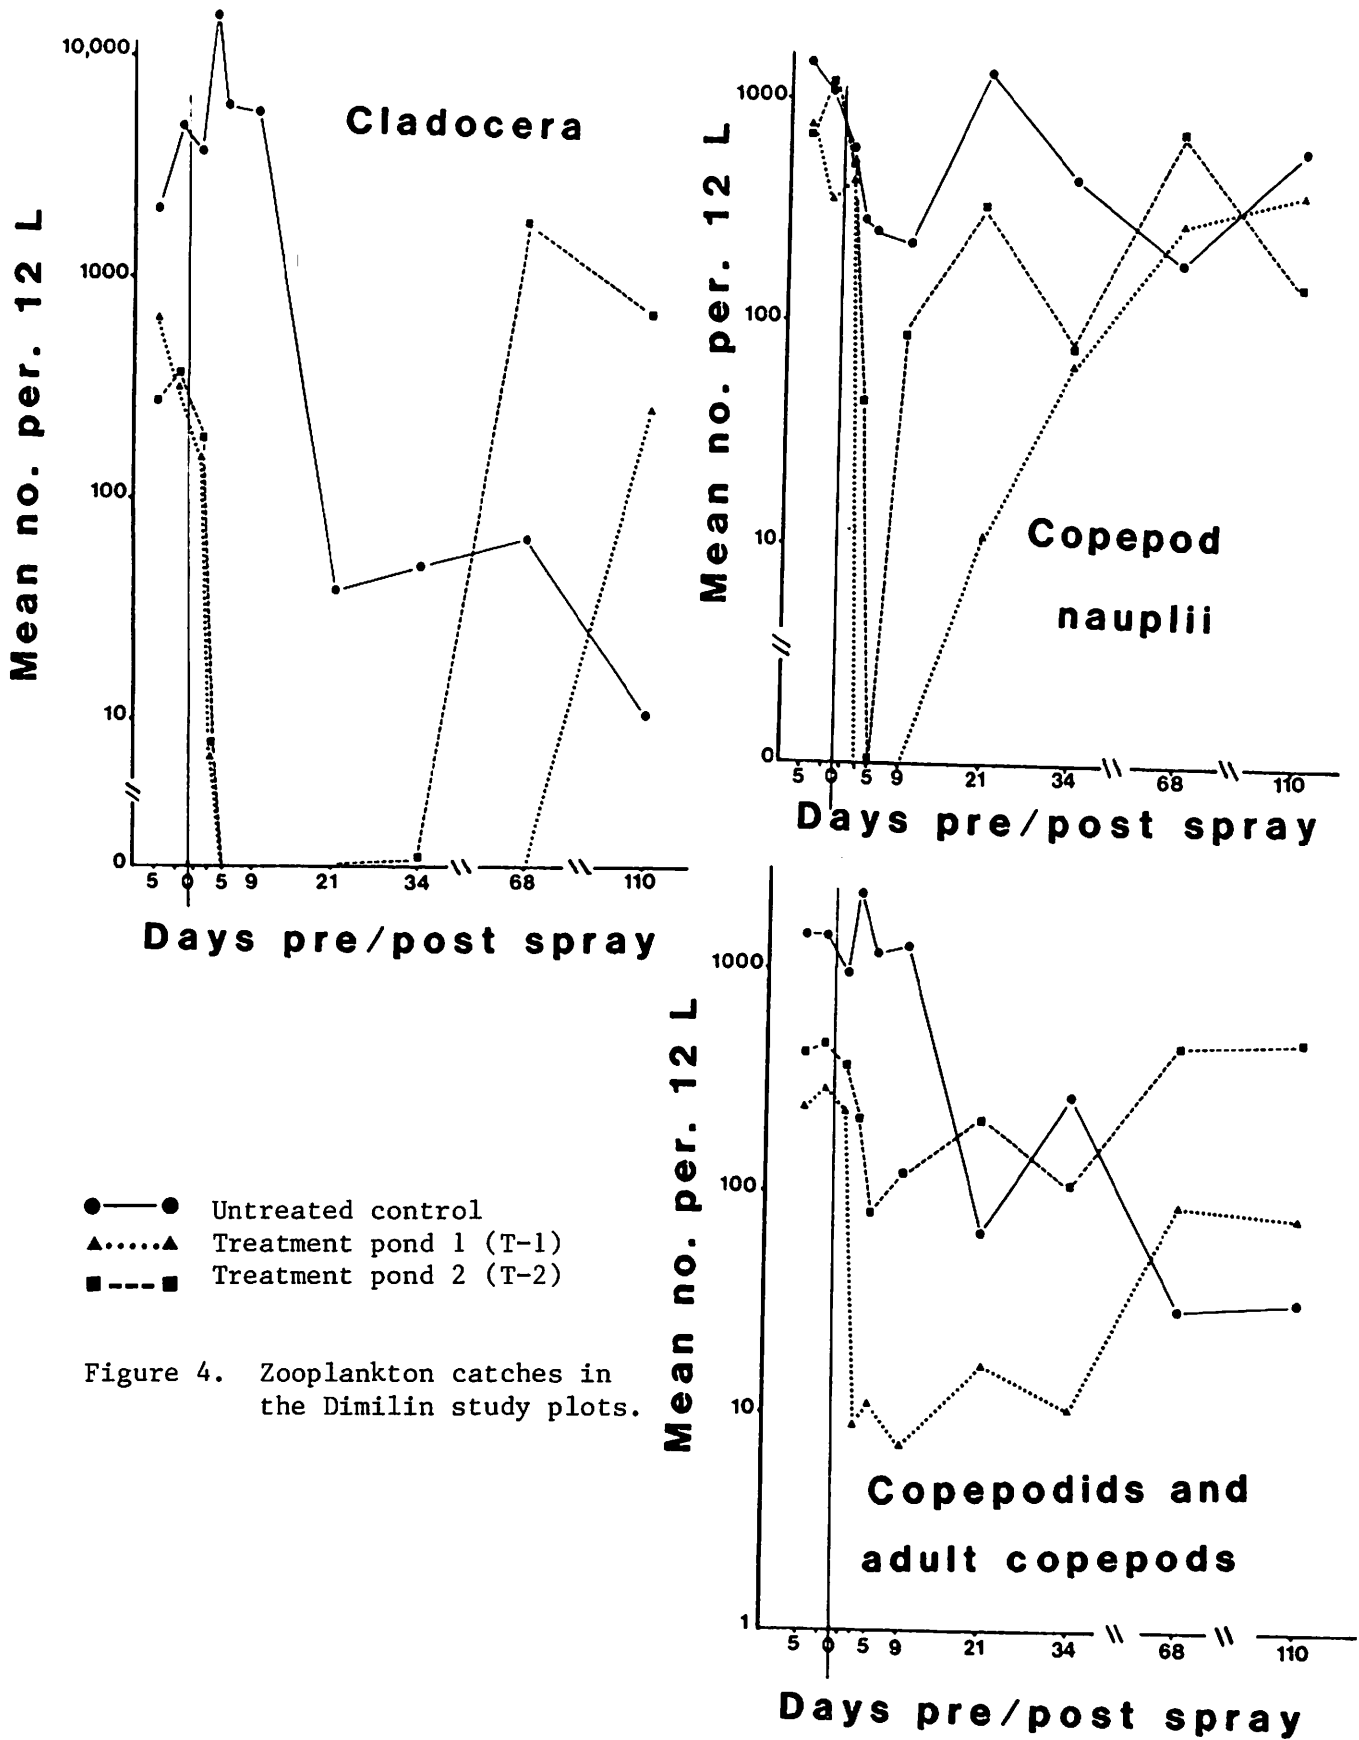 10,000
1000
100
10
0
Mean no. per. 12 L
Cladocera
5 0 5 9 21 34 68 110
Days pre/post spray
1000
100
10
0
Mean no. per. 12 L
Copepod
nauplii
5 0 5 9 21 34 68 110
Days pre/post spray
1000
100
10
1
Mean no. per. 12 L
Copepodids and
adult copepods
5 0 5 9 21 34 68 110
Days pre/post spray
Untreated control
Treatment pond 1 (T-1)
Treatment pond 2 (T-2)
Figure 4. Zooplankton catches in
the Dimilin study plots.